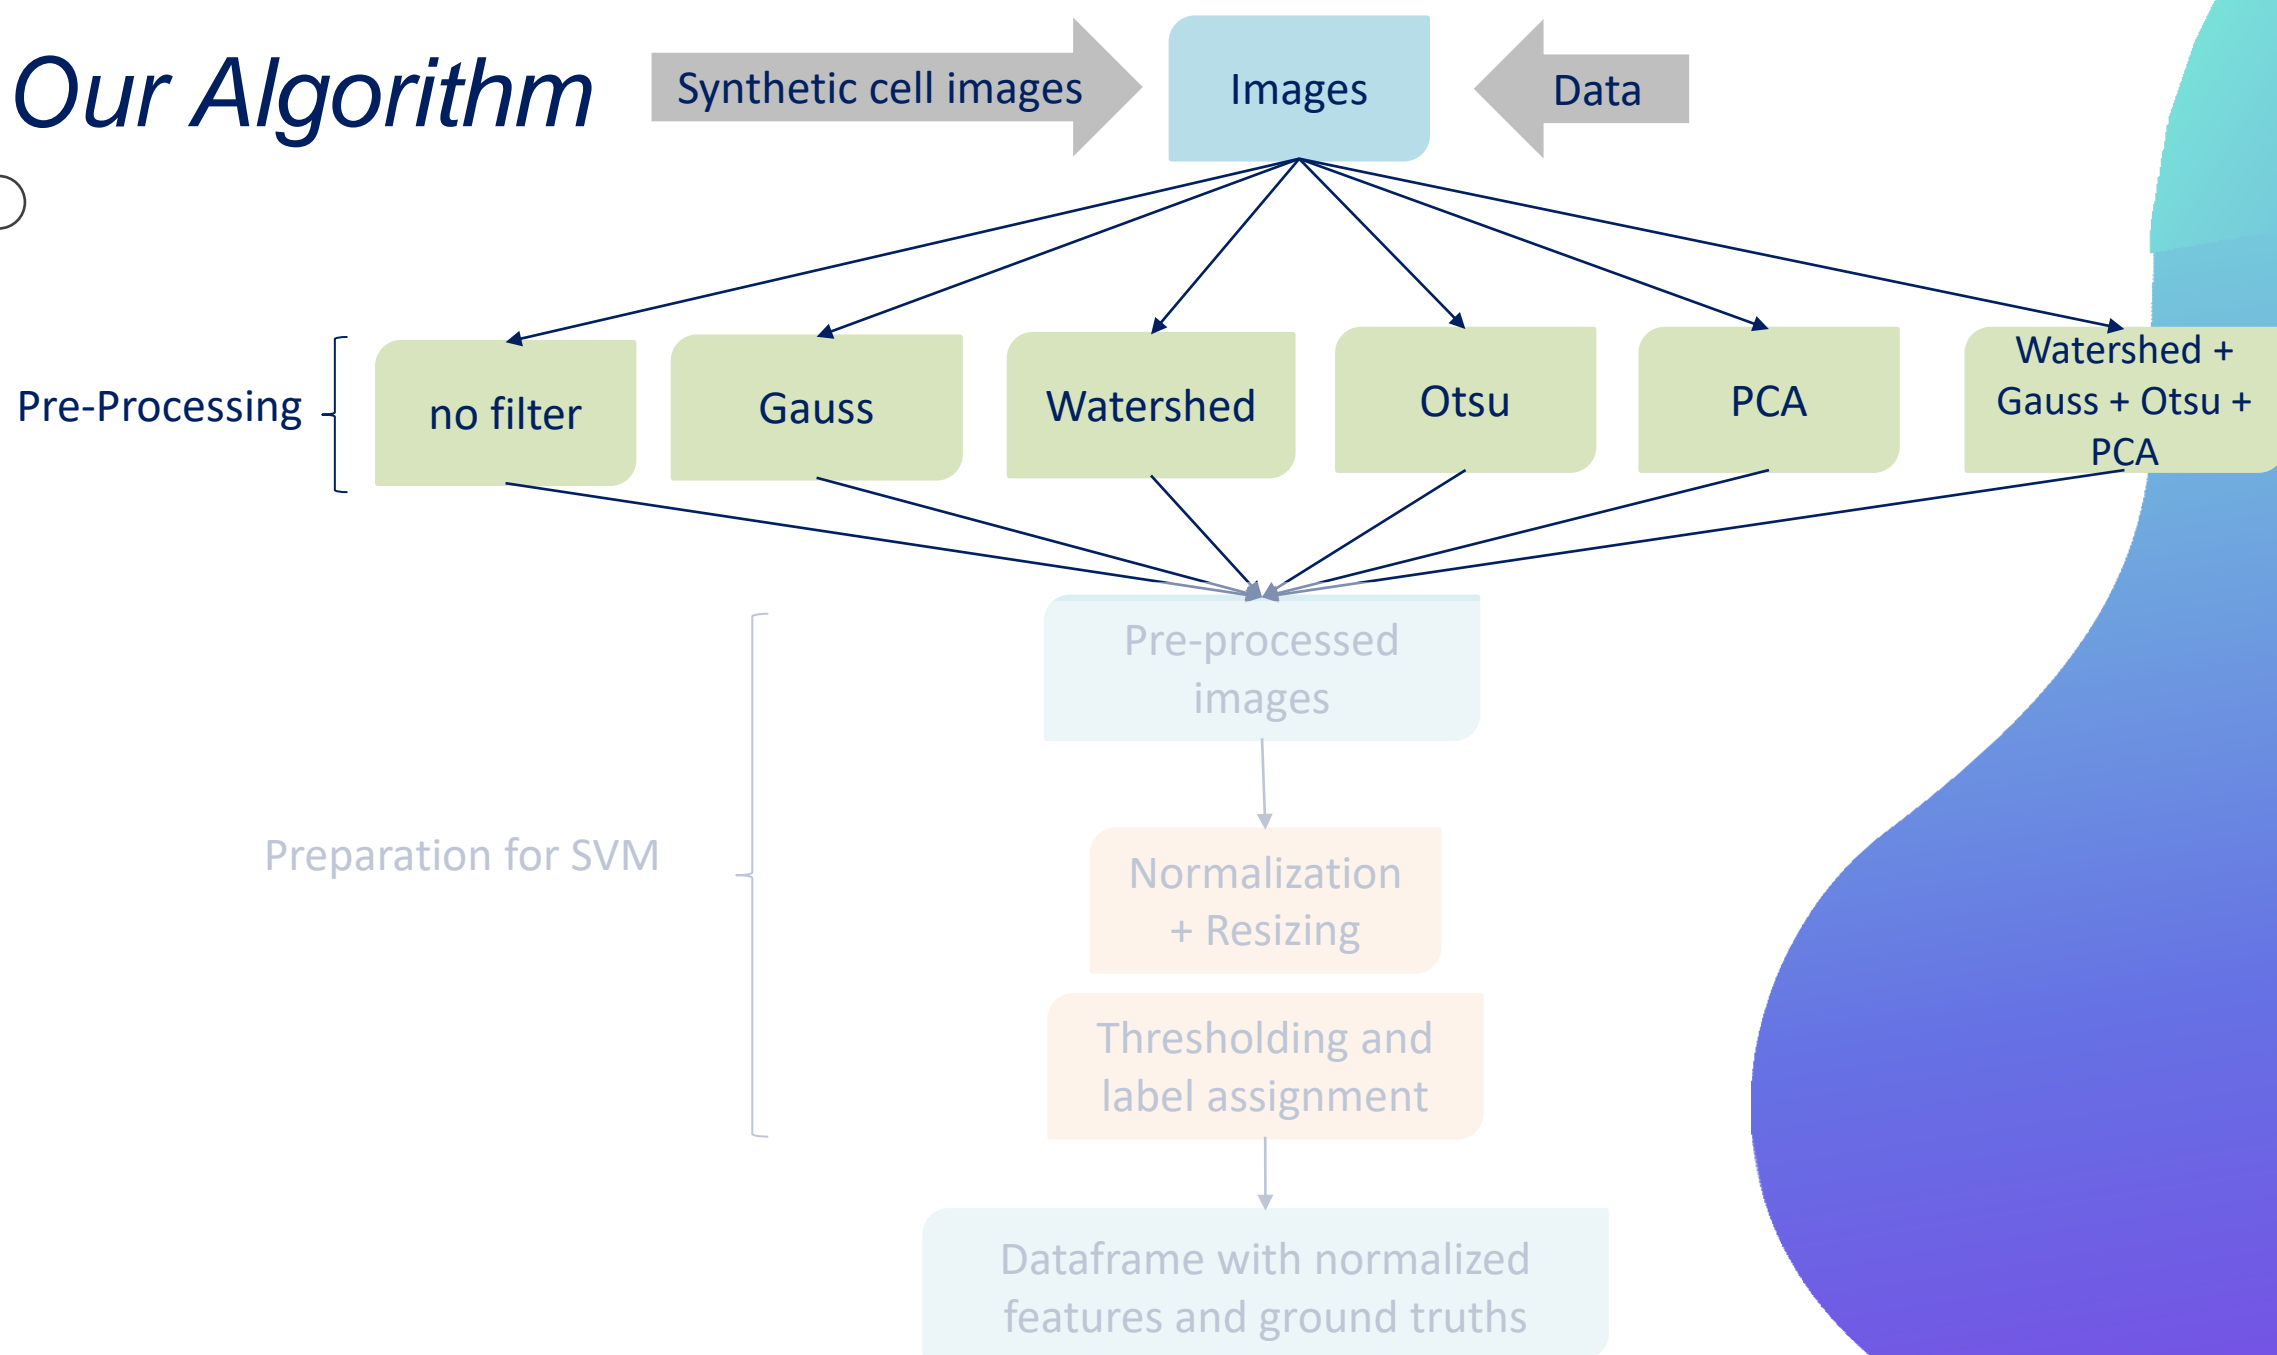 Our Algorithm
Synthetic cell images
Images
Data
Pre-Processing
no filter
Gauss
Watershed
Otsu
PCA
Watershed +
Gauss + Otsu +
PCA
Pre-processed
images
Preparation for SVM
Normalization
+ Resizing
Thresholding and
label assignment
Dataframe with normalized
features and ground truths